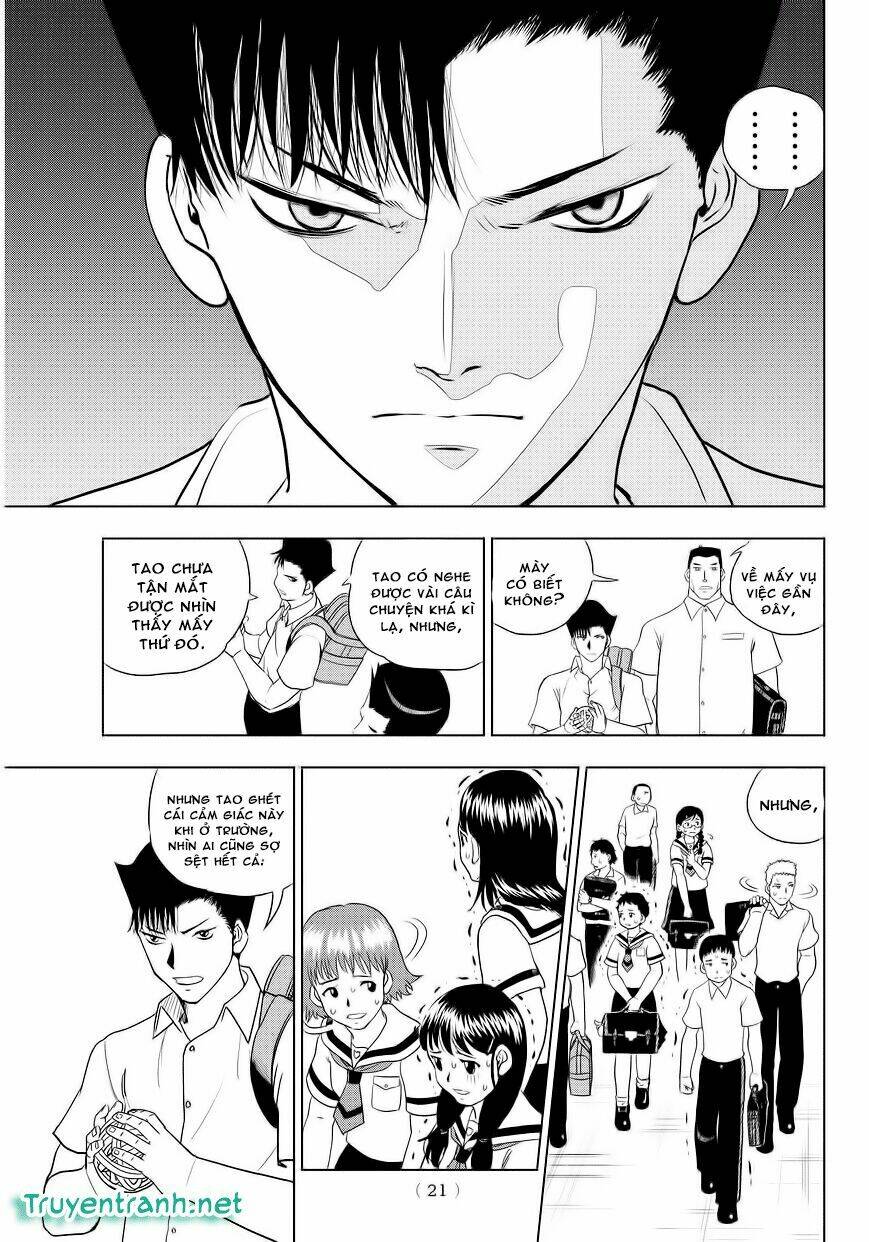 ⋮⋮
VỀ MẤY VỤ
VIỆC GẦN
ĐÂY,
MÀY
CÓ BIẾT
KHÔNG?
TAO CÓ NGHE
ĐƯỢC VÀI CÂU
CHUYỆN KHÁ KÌ
LẠ, NHƯNG,
TAO CHƯA
TẬN MẮT
ĐƯỢC NHÌN
THẤY MẤY
THỨ ĐÓ.
NHƯNG,
NHƯNG TAO GHÉT
CÁI CẢM GIÁC NÀY
KHI Ở TRƯỜNG,
NHÌN AI CŨNG SỢ
SỆT HẾT CẢ:
( 21 )
Truyentranh.net